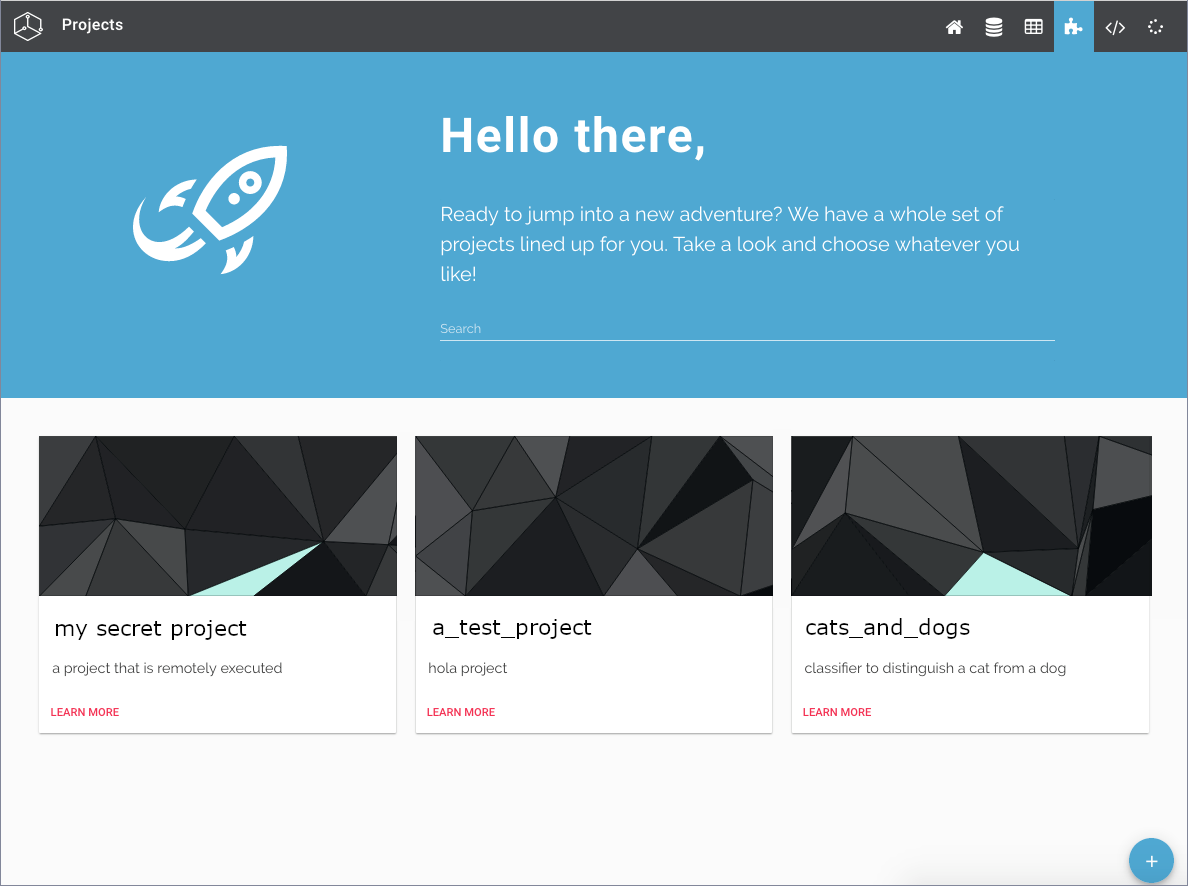 Projects
Hello there,
Ready to jump into a new adventure? We have a whole set of
projects lined up for you. Take a look and choose whatever you
like!
Search
my secret project
a project that is remotely executed
LEARN MORE
a_test_project
hola project
LEARN MORE
cats_and_dogs
classifier to distinguish a cat from a dog
LEARN MORE